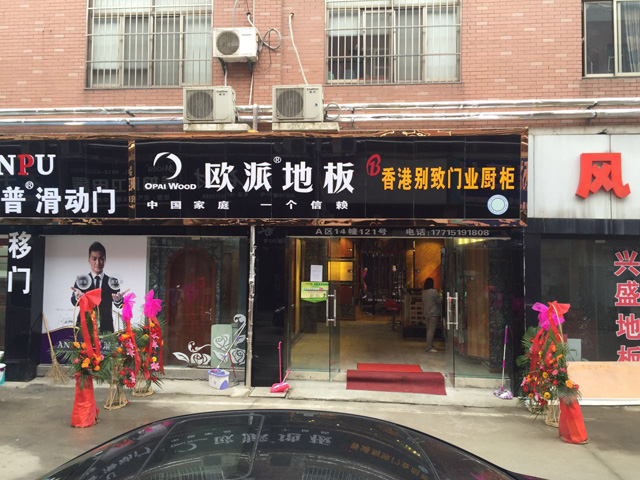 NPU
普®滑动门
移门
OPAI WOOD
欧派®地板
中国家庭 一个信赖
香港别致门业厨柜
A区14幢121号 电话:17715191808
风
兴盛地板